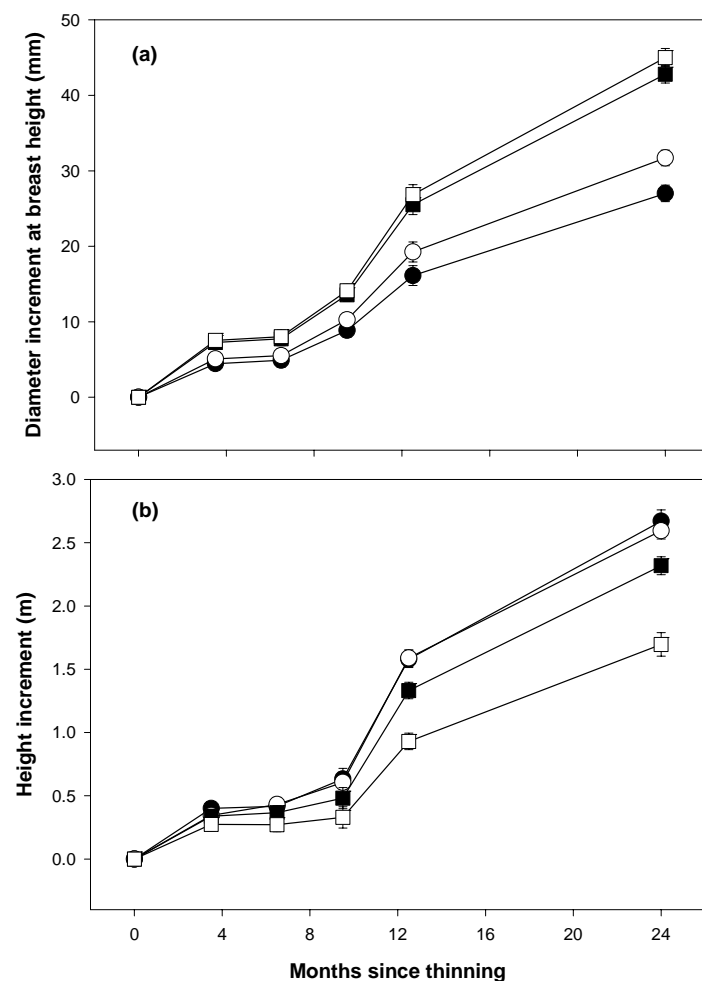 50
(a)
40
30
20
10
0
Diameter increment at breast height (mm)
3.0
(b)
2.5
2.0
1.5
1.0
0.5
0.0
Height increment (m)
0 4 8 12 16 20 24
Months since thinning